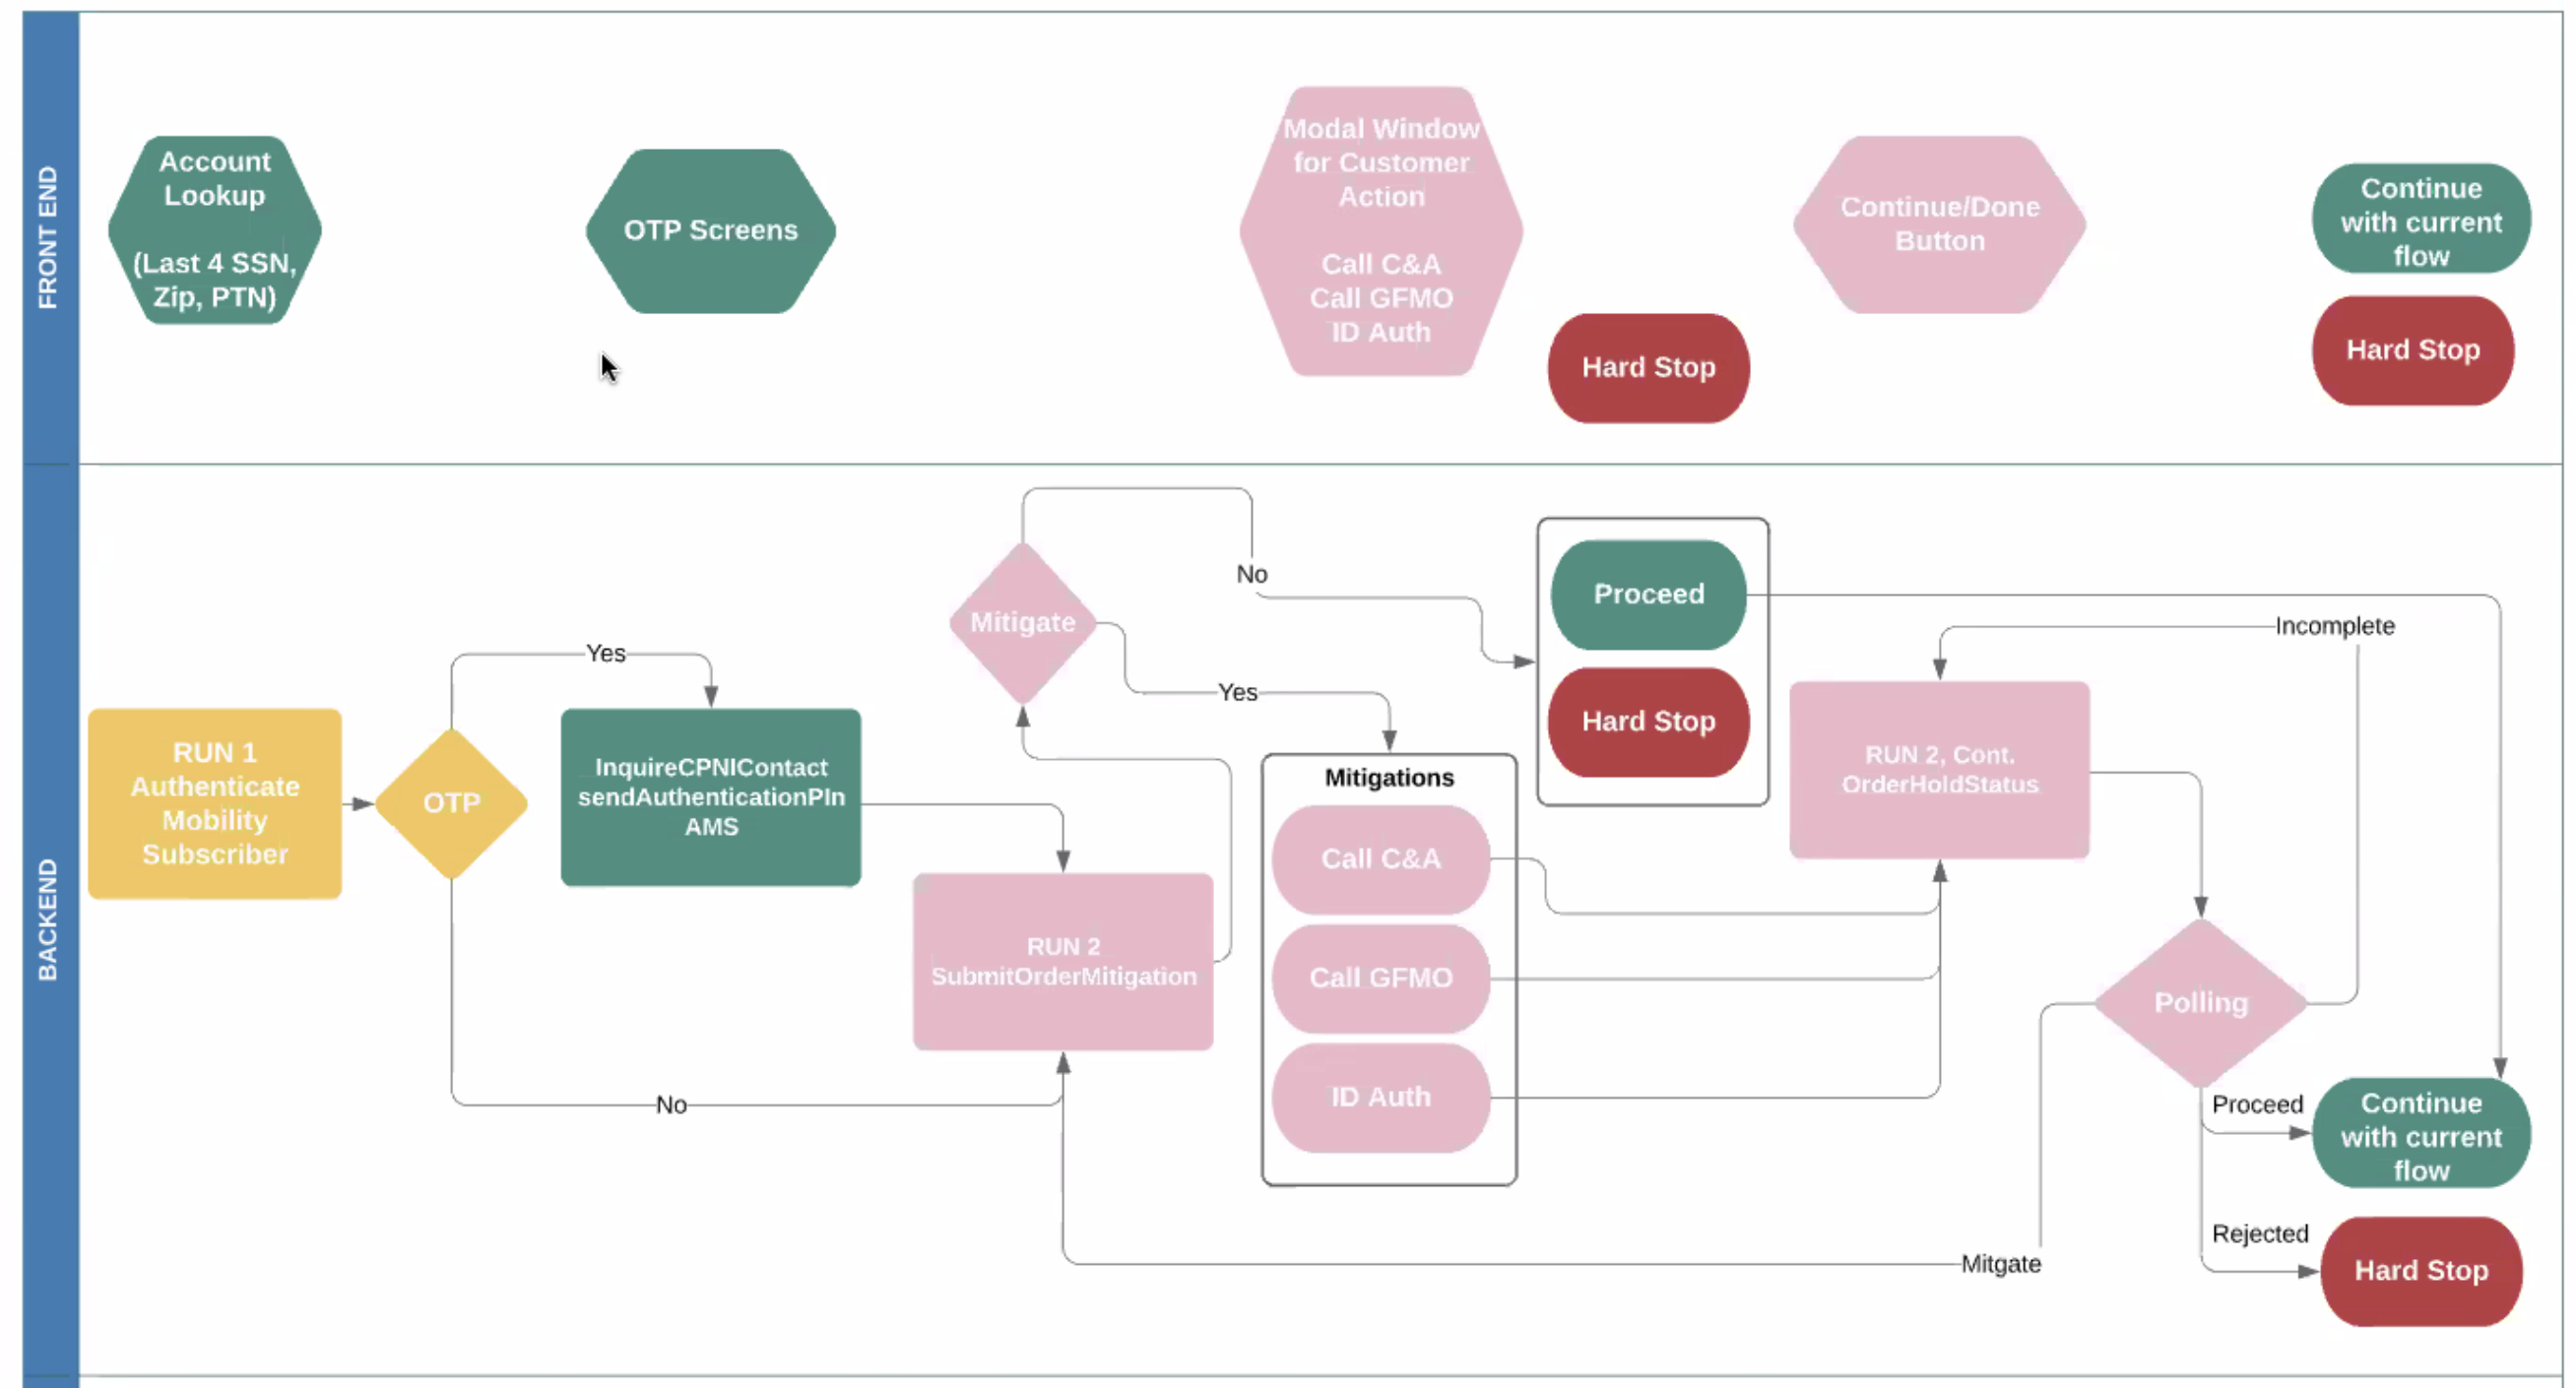 FRONT END
Account
Lookup
(Last 4 SSN,
Zip, PTN)
OTP Screens
Modal Window
for Customer
Action
Call C&A
Call GFMO
ID Auth
Hard Stop
Continue/Done
Button
Continue
with current
flow
Hard Stop
BACKEND
RUN 1
Authenticate
Mobility
Subscriber
OTP
Yes
No
InquireCPNIContact
sendAuthenticationPIn
AMS
RUN 2
SubmitOrderMitigation
Mitigate
No
Yes
Mitigations
Call C&A
Call GFMO
ID Auth
Proceed
Hard Stop
RUN 2, Cont.
OrderHoldStatus
Incomplete
Polling
Proceed
Continue
with current
flow
Rejected
Hard Stop
Mitgate